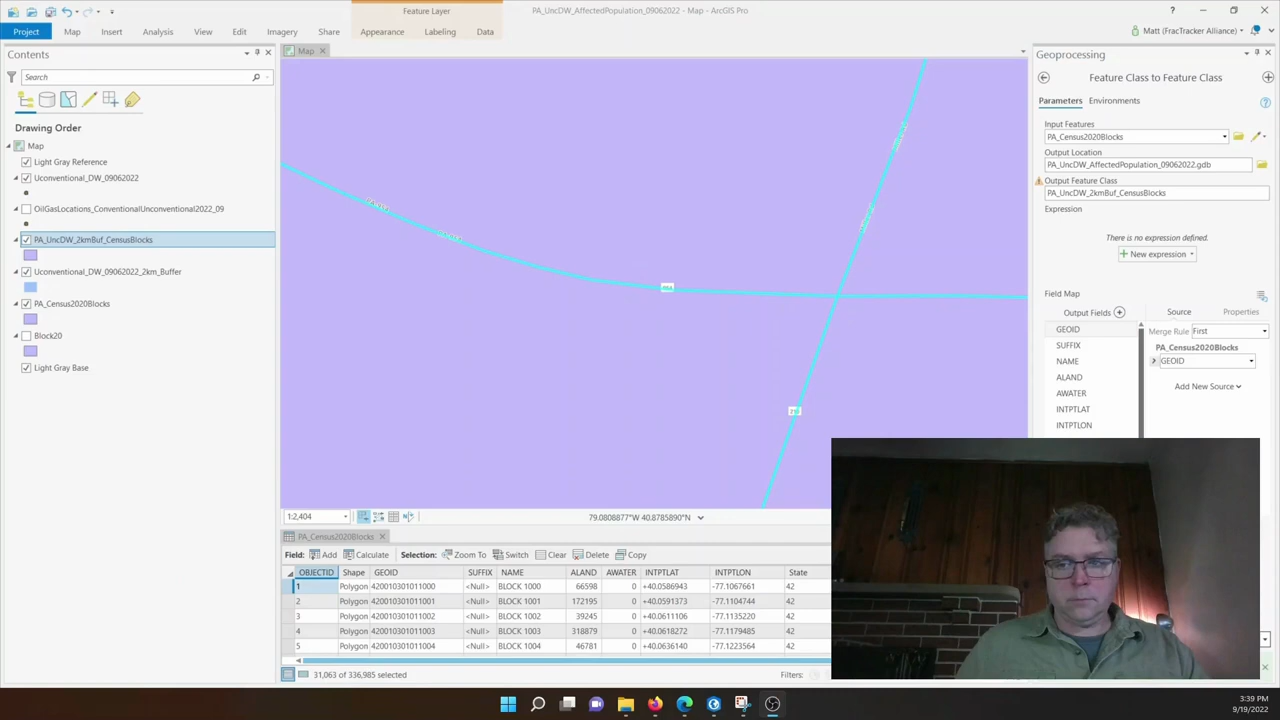 Feature Layer
PA_UncDW_AffectedPopulation_09062022 - Map - ArcGIS Pro
Project Map Insert Analysis View Edit Imagery Share Appearance Labeling Data
Matt (FracTracker Alliance)
Contents
Search
Drawing Order
Map
Light Gray Reference
Uconventional_DW_09062022
OilGasLocations_ConventionalUnconventional2022_09
PA_UncDW_2kmBuf_CensusBlocks
Uconventional_DW_09062022_2km_Buffer
PA_Census2020Blocks
Block20
Light Gray Base
Map
1:2,404
79.0808877°W 40.8785890°N
PA_Census2020Blocks
Field: Add Calculate Selection: Zoom To Switch Clear Delete Copy
OBJECTID Shape GEOID SUFFIX NAME ALAND AWATER INTPTLAT INTPTLON State
1 Polygon 420010301011000 <Null> BLOCK 1000 66598 0 +40.0586943 -77.1067661 42
2 Polygon 420010301011001 <Null> BLOCK 1001 172195 0 +40.0591373 -77.1104744 42
3 Polygon 420010301011002 <Null> BLOCK 1002 39245 0 +40.0611106 -77.1135220 42
4 Polygon 420010301011003 <Null> BLOCK 1003 318879 0 +40.0618272 -77.1179485 42
5 Polygon 420010301011004 <Null> BLOCK 1004 46781 0 +40.0636140 -77.1223564 42
31,063 of 336,985 selected
Filters:
Geoprocessing
Feature Class to Feature Class
Parameters Environments
Input Features
PA_Census2020Blocks
Output Location
PA_UncDW_AffectedPopulation_09062022.gdb
Output Feature Class
PA_UncDW_2kmBuf_CensusBlocks
Expression
There is no expression defined.
New expression
Field Map
Output Fields Source Properties
GEOID
SUFFIX
NAME
ALAND
AWATER
INTPTLAT
INTPTLON
Merge Rule First
PA_Census2020Blocks
GEOID
Add New Source
3:39 PM
9/19/2022